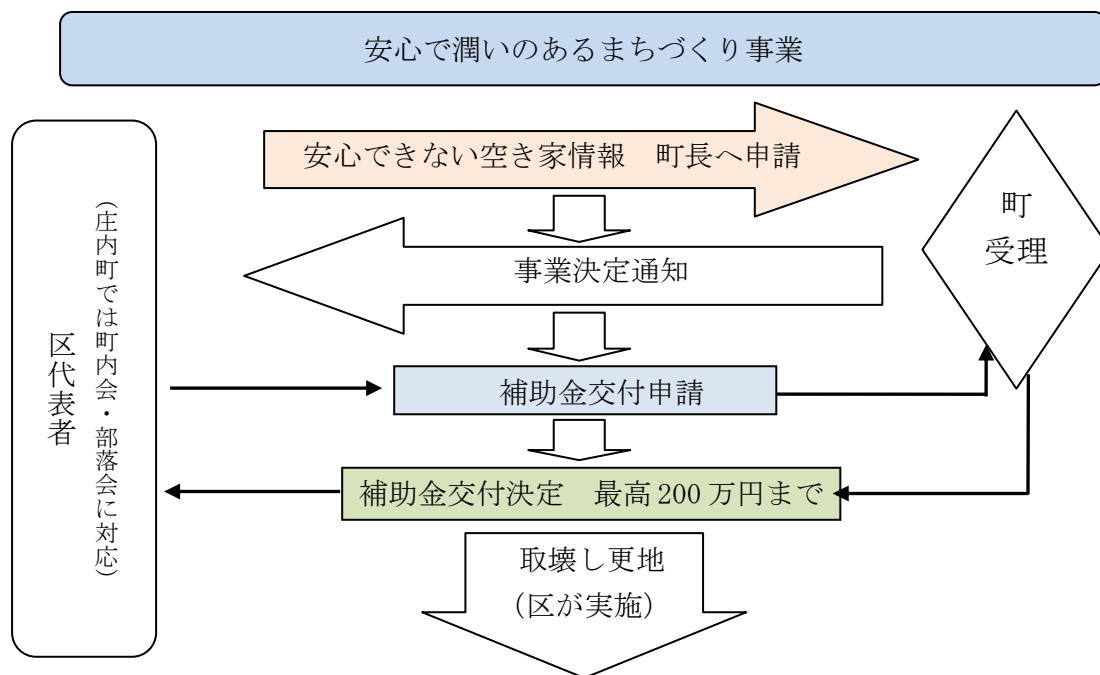 安心で潤いのあるまちづくり事業
安心できない空き家情報　町長へ申請
町
受理
事業決定通知
区代表者
(庄内町では町内会・部落会に対応)
補助金交付申請
補助金交付決定　最高200万円まで
取壊し更地
(区が実施)